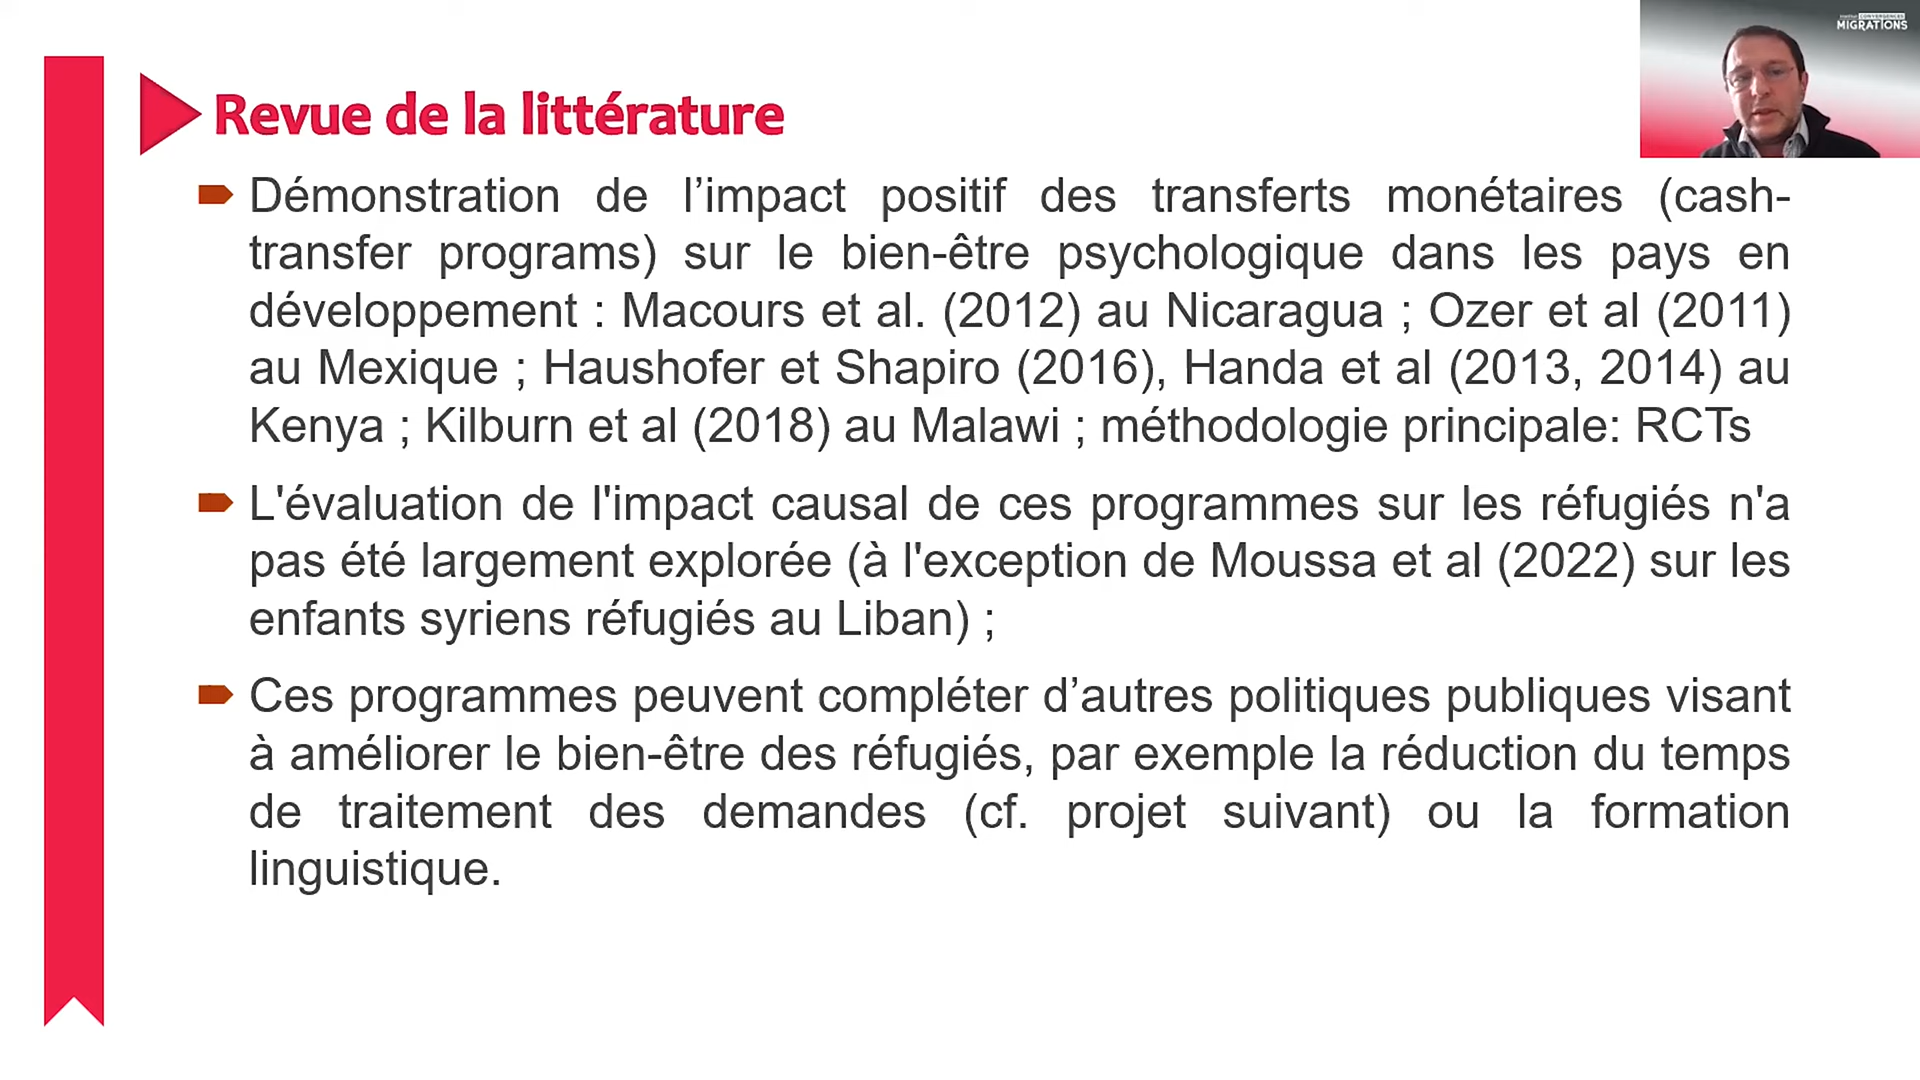 INSTITUT CONVERGENCES
MIGRATIONS
Revue de la littérature
Démonstration de l’impact positif des transferts monétaires (cash-
transfer programs) sur le bien-être psychologique dans les pays en
développement : Macours et al. (2012) au Nicaragua ; Ozer et al (2011)
au Mexique ; Haushofer et Shapiro (2016), Handa et al (2013, 2014) au
Kenya ; Kilburn et al (2018) au Malawi ; méthodologie principale: RCTs
L'évaluation de l'impact causal de ces programmes sur les réfugiés n'a
pas été largement explorée (à l'exception de Moussa et al (2022) sur les
enfants syriens réfugiés au Liban) ;
Ces programmes peuvent compléter d’autres politiques publiques visant
à améliorer le bien-être des réfugiés, par exemple la réduction du temps
de traitement des demandes (cf. projet suivant) ou la formation
linguistique.